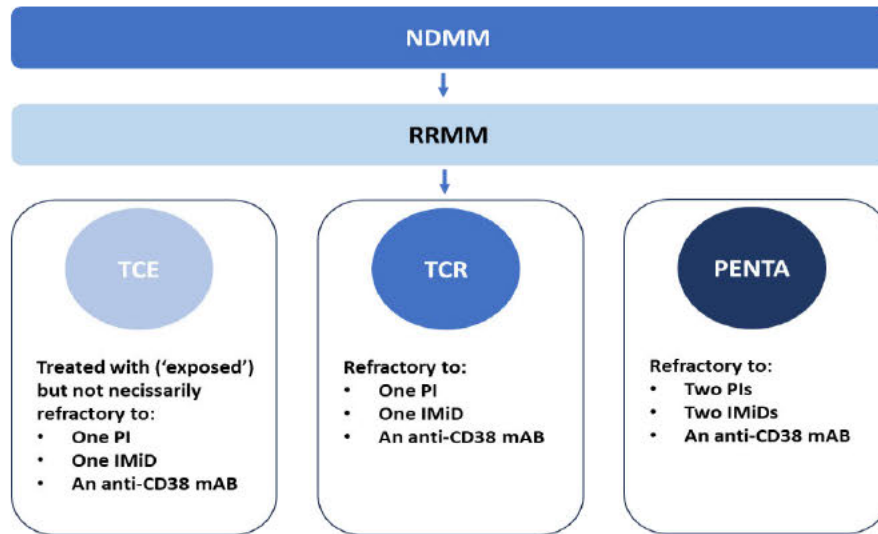 NDMM
RRMM
TCE
Treated with ('exposed')
but not necissarily
refractory to:
• One PI
• One IMiD
• An anti-CD38 mAB
TCR
Refractory to:
• One PI
• One IMiD
• An anti-CD38 mAB
PENTA
Refractory to:
• Two PIs
• Two IMiDs
• An anti-CD38 mAB